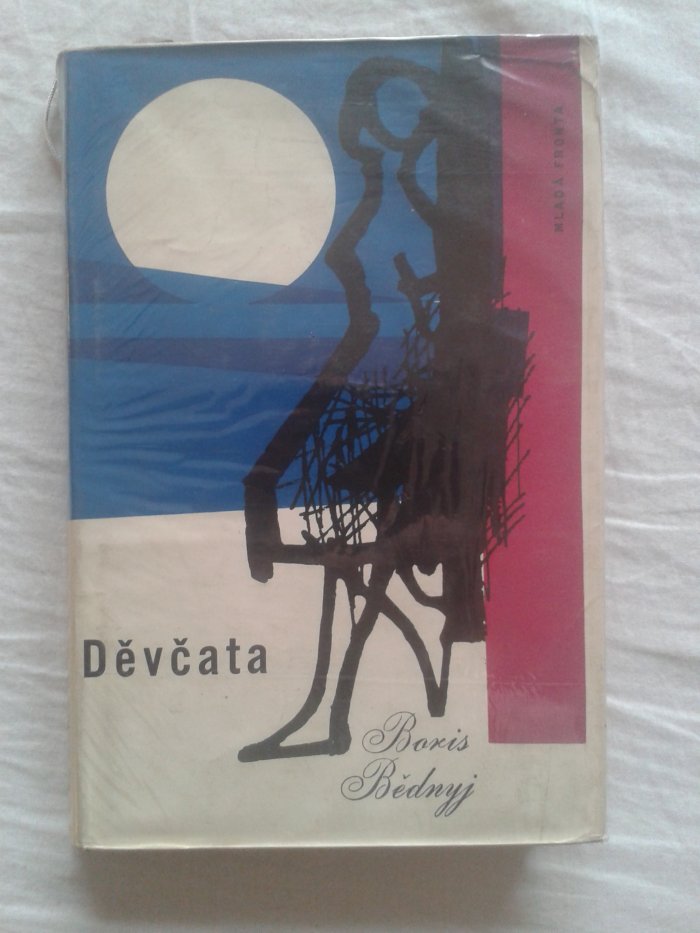 MLADÁ FRONTA
Děvčata
Boris
Bědnyj